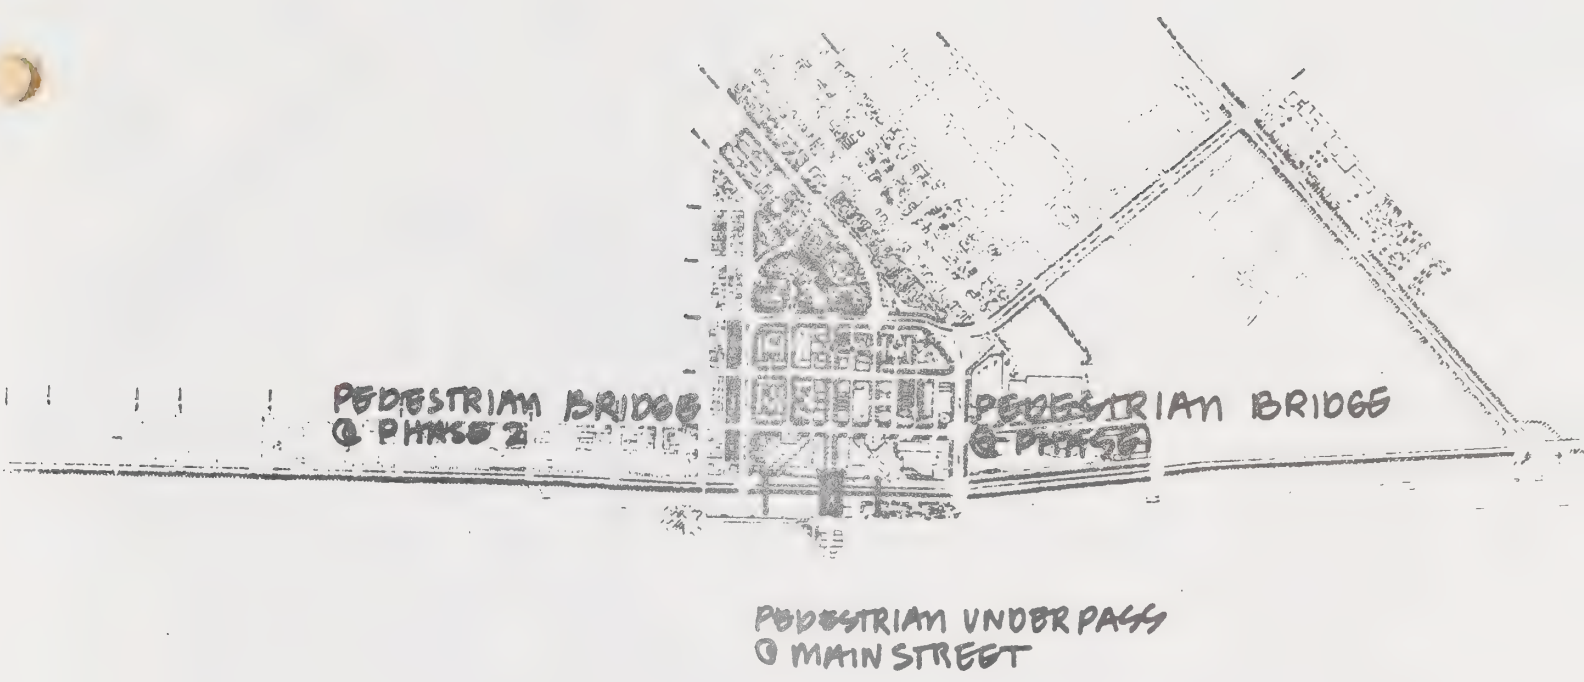 PEDESTRIAN BRIDGE
@ PHASE 2
PEDESTRIAN BRIDGE
@ PHASE
PEDESTRIAN UNDERPASS
@ MAIN STREET